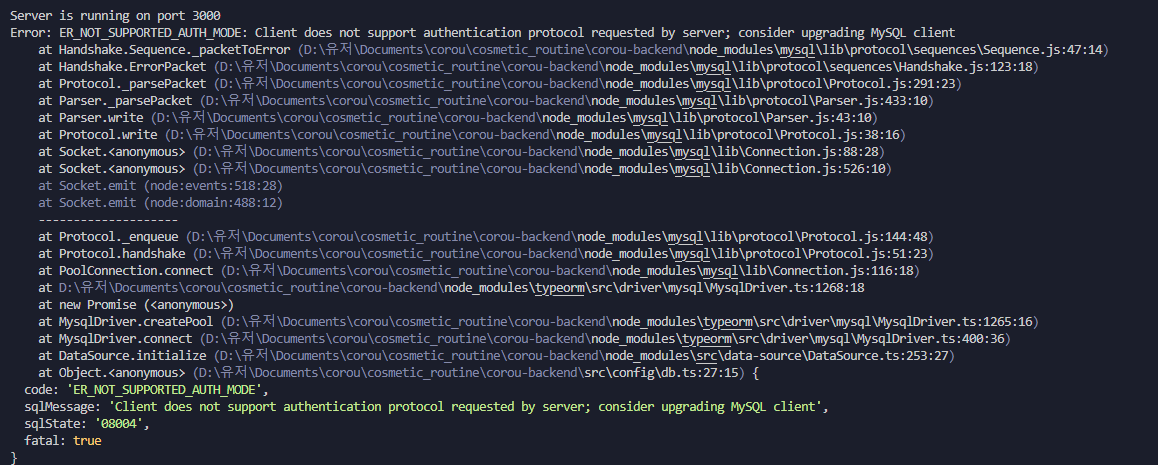 Server is running on port 3000
Error: ER_NOT_SUPPORTED_AUTH_MODE: Client does not support authentication protocol requested by server; consider upgrading MySQL client
    at Handshake.Sequence._packetToError (D:\유저\Documents\corou\cosmetic_routine\corou-backend\node_modules\mysql\lib\protocol\sequences\Sequence.js:47:14)
    at Handshake.ErrorPacket (D:\유저\Documents\corou\cosmetic_routine\corou-backend\node_modules\mysql\lib\protocol\sequences\Handshake.js:123:18)
    at Protocol._parsePacket (D:\유저\Documents\corou\cosmetic_routine\corou-backend\node_modules\mysql\lib\protocol\Protocol.js:291:23)
    at Parser._parsePacket (D:\유저\Documents\corou\cosmetic_routine\corou-backend\node_modules\mysql\lib\protocol\Parser.js:433:10)
    at Parser.write (D:\유저\Documents\corou\cosmetic_routine\corou-backend\node_modules\mysql\lib\protocol\Parser.js:43:10)
    at Protocol.write (D:\유저\Documents\corou\cosmetic_routine\corou-backend\node_modules\mysql\lib\protocol\Protocol.js:38:16)
    at Socket.<anonymous> (D:\유저\Documents\corou\cosmetic_routine\corou-backend\node_modules\mysql\lib\Connection.js:88:28)
    at Socket.<anonymous> (D:\유저\Documents\corou\cosmetic_routine\corou-backend\node_modules\mysql\lib\Connection.js:526:10)
    at Socket.emit (node:events:518:28)
    at Socket.emit (node:domain:488:12)
    --------------------
    at Protocol._enqueue (D:\유저\Documents\corou\cosmetic_routine\corou-backend\node_modules\mysql\lib\protocol\Protocol.js:144:48)
    at Protocol.handshake (D:\유저\Documents\corou\cosmetic_routine\corou-backend\node_modules\mysql\lib\protocol\Protocol.js:51:23)
    at PoolConnection.connect (D:\유저\Documents\corou\cosmetic_routine\corou-backend\node_modules\mysql\lib\Connection.js:116:18)
    at D:\유저\Documents\corou\cosmetic_routine\corou-backend\node_modules\typeorm\src\driver\mysql\MysqlDriver.ts:1268:18
    at new Promise (<anonymous>)
    at MysqlDriver.createPool (D:\유저\Documents\corou\cosmetic_routine\corou-backend\node_modules\typeorm\src\driver\mysql\MysqlDriver.ts:1265:16)
    at MysqlDriver.connect (D:\유저\Documents\corou\cosmetic_routine\corou-backend\node_modules\typeorm\src\driver\mysql\MysqlDriver.ts:400:36)
    at DataSource.initialize (D:\유저\Documents\corou\cosmetic_routine\corou-backend\node_modules\src\data-source\DataSource.ts:253:27)
    at Object.<anonymous> (D:\유저\Documents\corou\cosmetic_routine\corou-backend\src\config\db.ts:27:15) {
  code: 'ER_NOT_SUPPORTED_AUTH_MODE',
  sqlMessage: 'Client does not support authentication protocol requested by server; consider upgrading MySQL client',
  sqlState: '08004',
  fatal: true
}